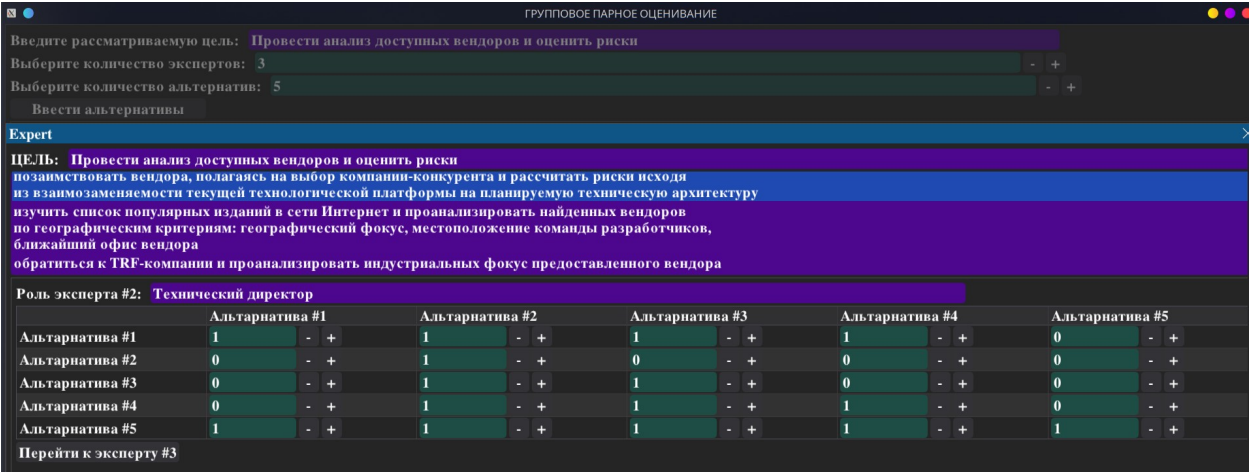 ГРУППОВОЕ ПАРНОЕ ОЦЕНИВАНИЕ
Введите рассматриваемую цель: Провести анализ доступных вендоров и оценить риски
Выберите количество экспертов: 3 - +
Выберите количество альтернатив: 5 - +
Ввести альтернативы
Expert
ЦЕЛЬ: Провести анализ доступных вендоров и оценить риски
позаимствовать вендора, полагаясь на выбор компании-конкурента и рассчитать риски исходя
из взаимозаменяемости текущей технологической платформы на планируемую техническую архитектуру
изучить список популярных изданий в сети Интернет и проанализировать найденных вендоров
по географическим критериям: географический фокус, местоположение команды разработчиков,
ближайший офис вендора
обратиться к TRF-компании и проанализировать индустриальных фокус предоставленного вендора
Роль эксперта #2: Технический директор
Альтарнатива #1 Альтарнатива #2 Альтарнатива #3 Альтарнатива #4 Альтарнатива #5
Альтарнатива #1 1 - + 1 - + 1 - + 1 - + 0 - +
Альтарнатива #2 0 - + 1 - + 0 - + 0 - + 0 - +
Альтарнатива #3 0 - + 1 - + 1 - + 0 - + 0 - +
Альтарнатива #4 0 - + 1 - + 1 - + 1 - + 0 - +
Альтарнатива #5 1 - + 1 - + 1 - + 1 - + 1 - +
Перейти к эксперту #3